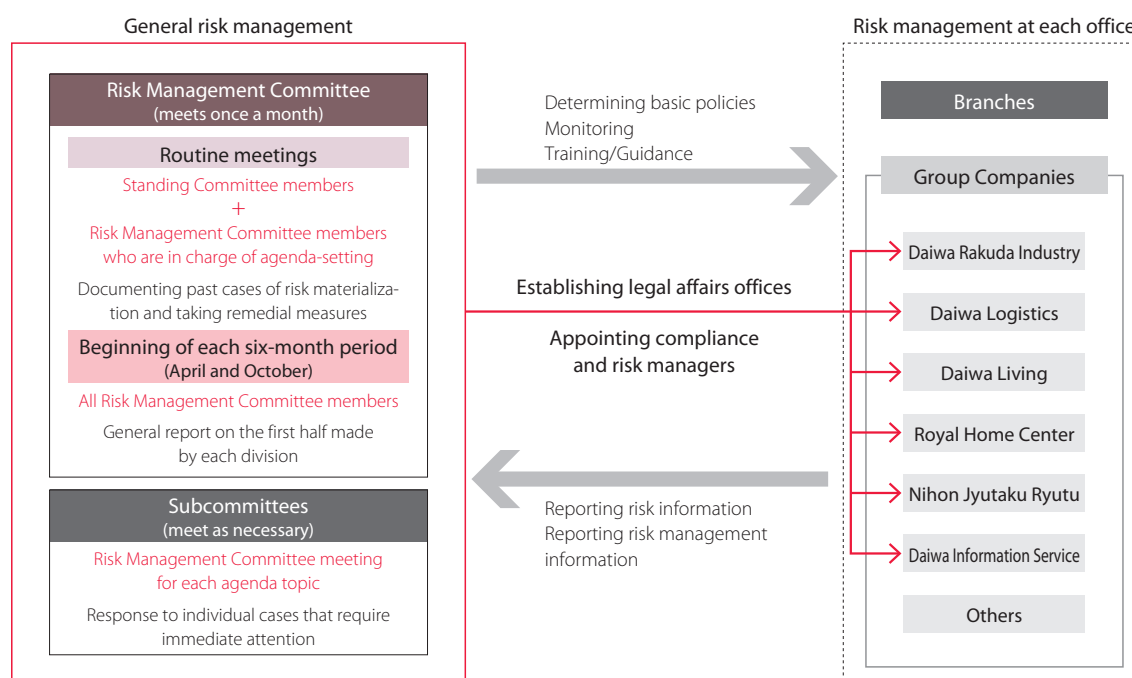 General risk management
Risk Management Committee
(meets once a month)
Routine meetings
Standing Committee members
+
Risk Management Committee members
who are in charge of agenda-setting
Documenting past cases of risk materializa-
tion and taking remedial measures
Beginning of each six-month period
(April and October)
All Risk Management Committee members
General report on the first half made
by each division
Subcommittees
(meet as necessary)
Risk Management Committee meeting
for each agenda topic
Response to individual cases that require
immediate attention
Determining basic policies
Monitoring
Training/Guidance
Establishing legal affairs offices
Appointing compliance
and risk managers
Reporting risk information
Reporting risk management
information
Risk management at each office
Branches
Group Companies
Daiwa Rakuda Industry
Daiwa Logistics
Daiwa Living
Royal Home Center
Nihon Jyutaku Ryutu
Daiwa Information Service
Others